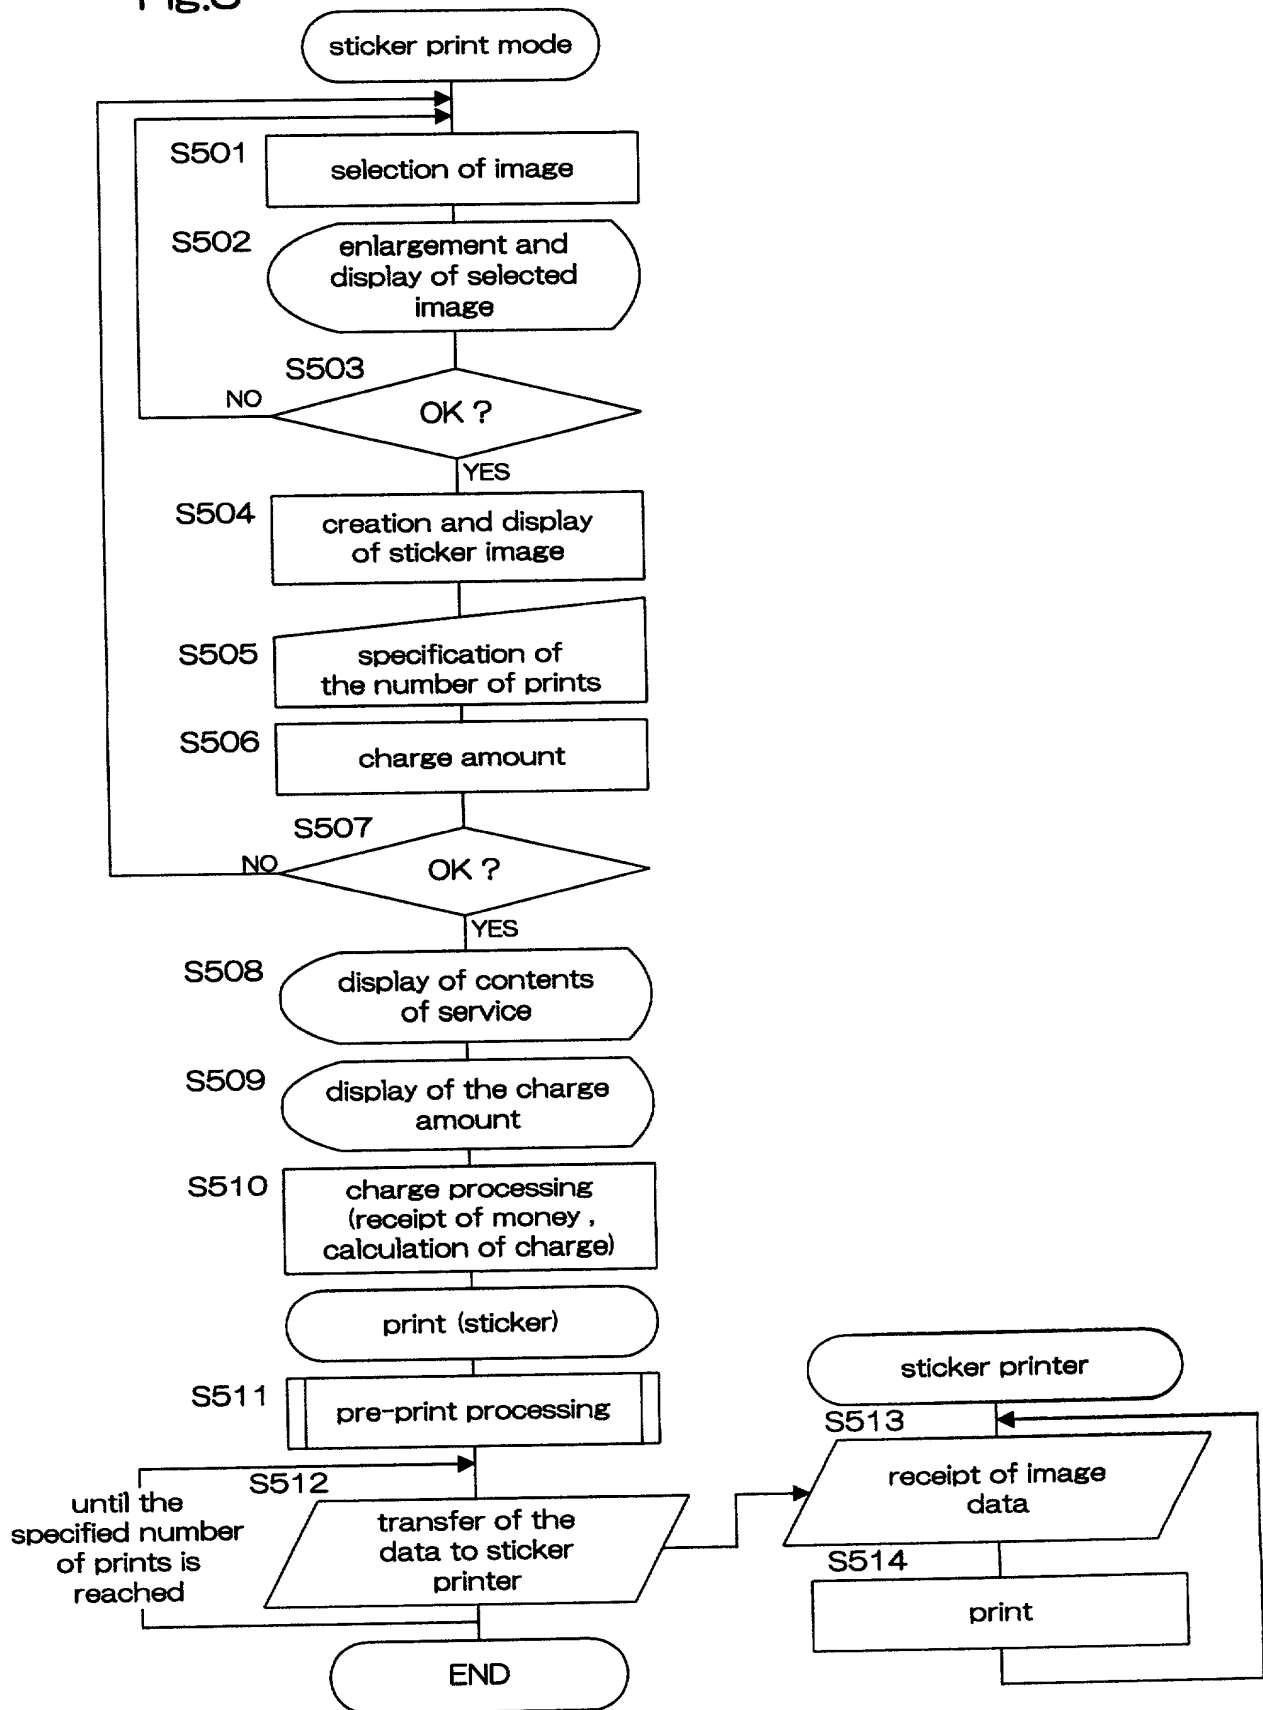 sticker print mode
S501
selection of image
S502
enlargement and
display of selected
image
S503
NO
OK ?
YES
S504
creation and display
of sticker image
S505
specification of
the number of prints
S506
charge amount
S507
NO
OK ?
YES
S508
display of contents
of service
S509
display of the charge
amount
S510
charge processing
(receipt of money ,
calculation of charge)
print (sticker)
S511
pre-print processing
S512
until the
specified number
of prints is
reached
transfer of the
data to sticker
printer
END
sticker printer
S513
receipt of image
data
S514
print